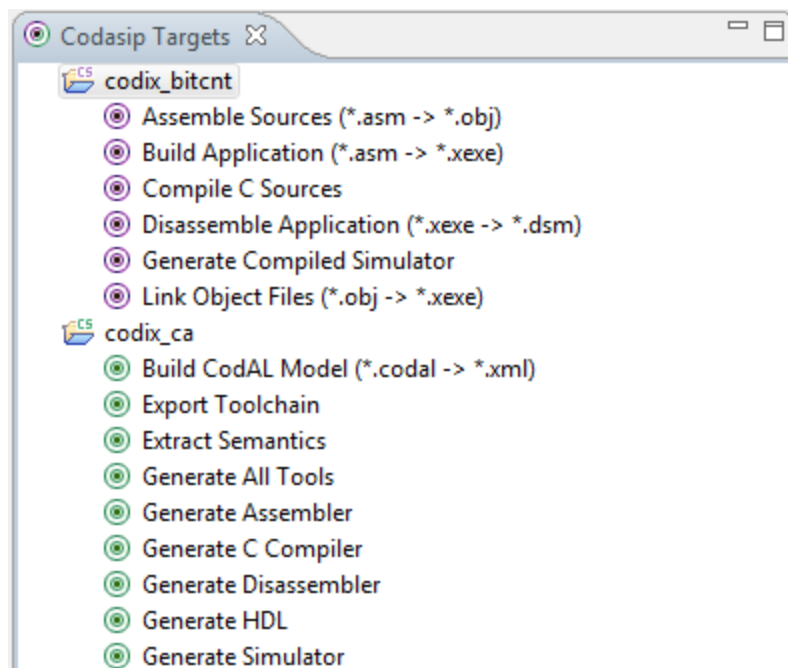 Codasip Targets
CS codix_bitcnt
Assemble Sources (*.asm -> *.obj)
Build Application (*.asm -> *.xexe)
Compile C Sources
Disassemble Application (*.xexe -> *.dsm)
Generate Compiled Simulator
Link Object Files (*.obj -> *.xexe)
CS codix_ca
Build CodAL Model (*.codal -> *.xml)
Export Toolchain
Extract Semantics
Generate All Tools
Generate Assembler
Generate C Compiler
Generate Disassembler
Generate HDL
Generate Simulator